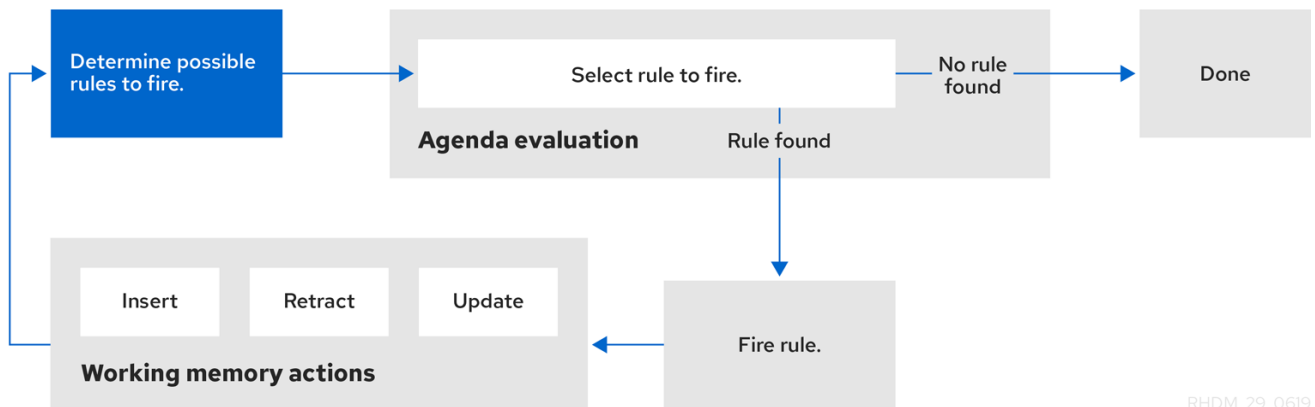 Determine possible
rules to fire.
Select rule to fire.
No rule
found
Done
Agenda evaluation
Rule found
Insert
Retract
Update
Fire rule.
Working memory actions
RHDM_29_0619